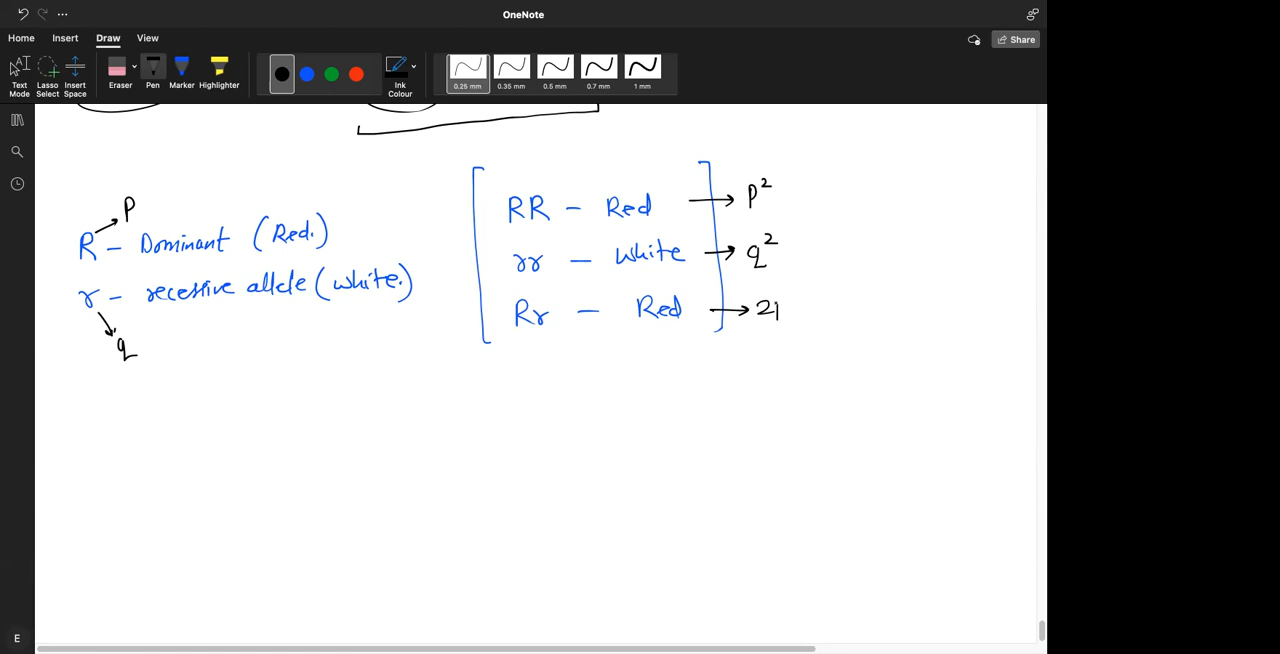 OneNote
Home Insert Draw View
Share
Text Mode
Lasso Select
Insert Space
Eraser
Pen
Marker
Highlighter
Ink Colour
0.25 mm 0.35 mm 0.5 mm 0.7 mm 1 mm
P
R - Dominant (Red.)
r - recessive allele (white.)
q
RR - Red → p²
rr - White → q²
Rr - Red → 2
E